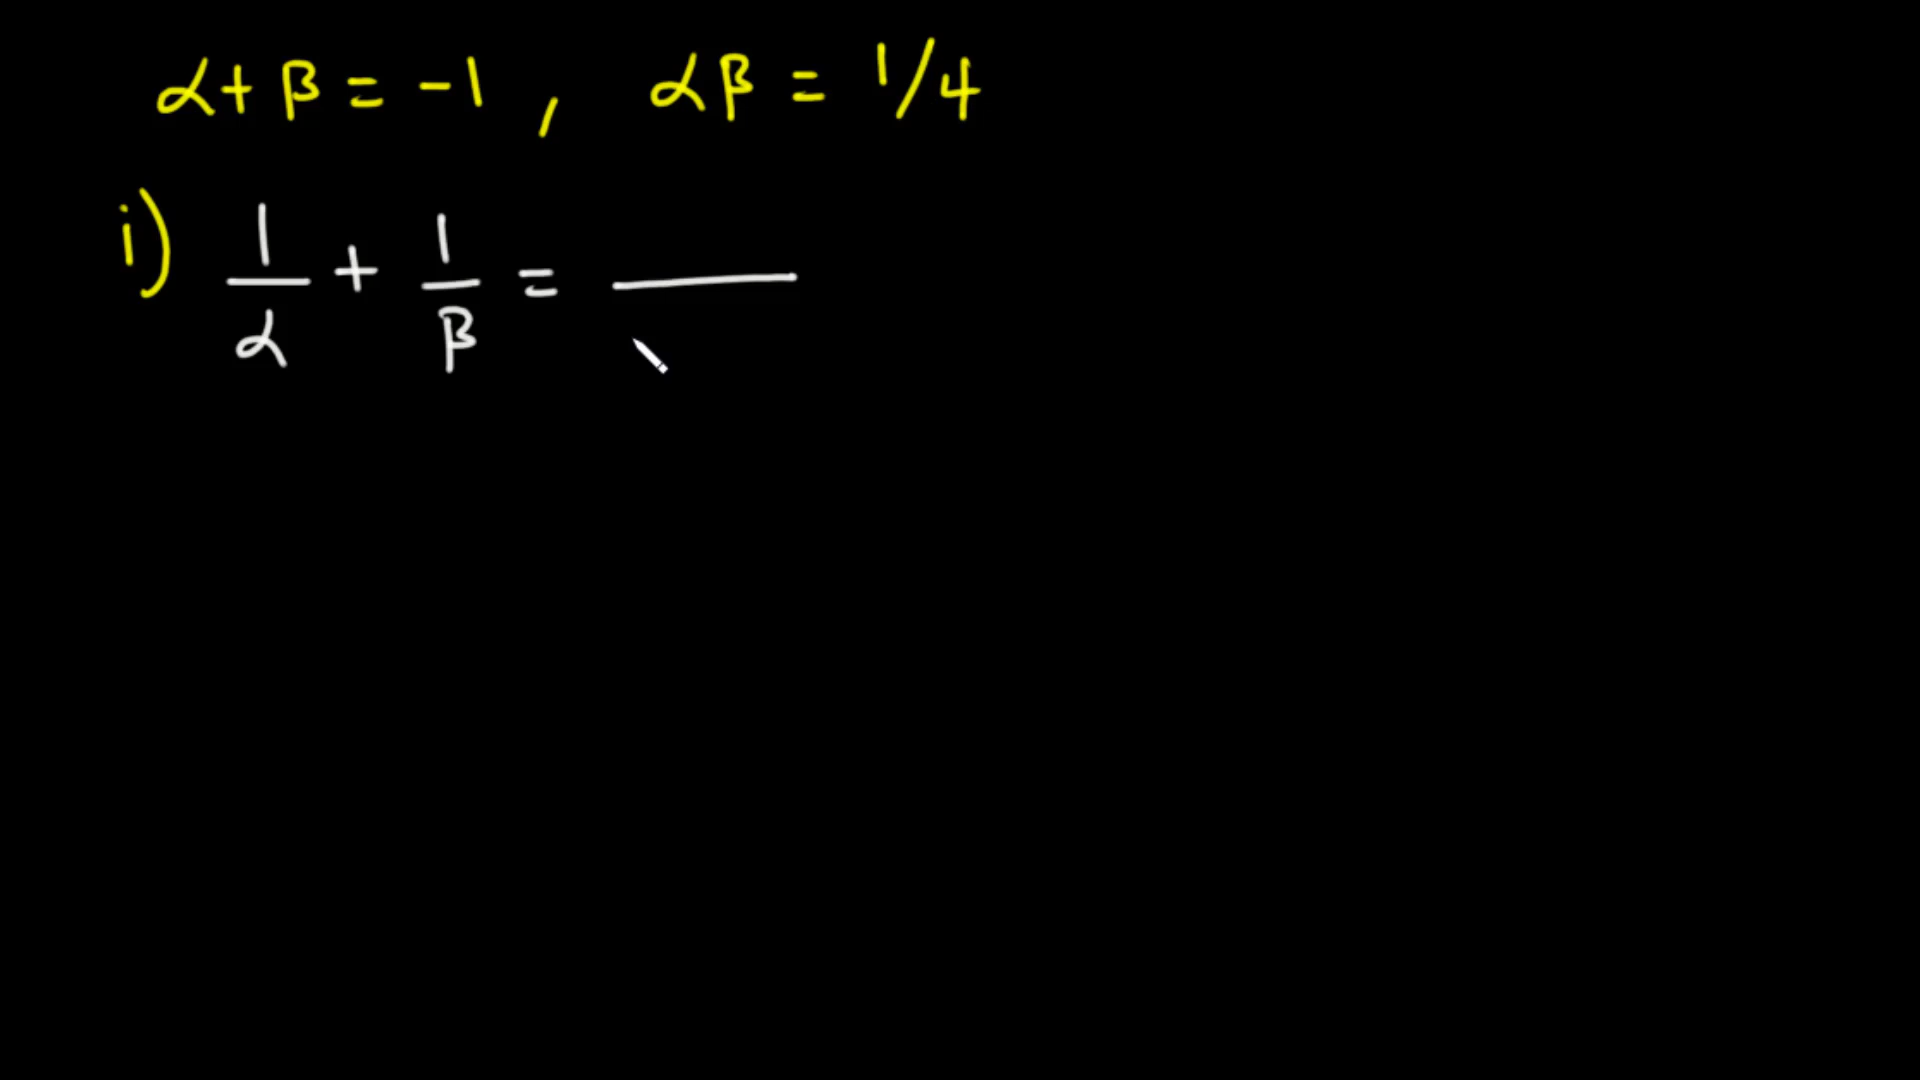 α + β = -1 , αβ = 1/4
i) 1/α + 1/β =